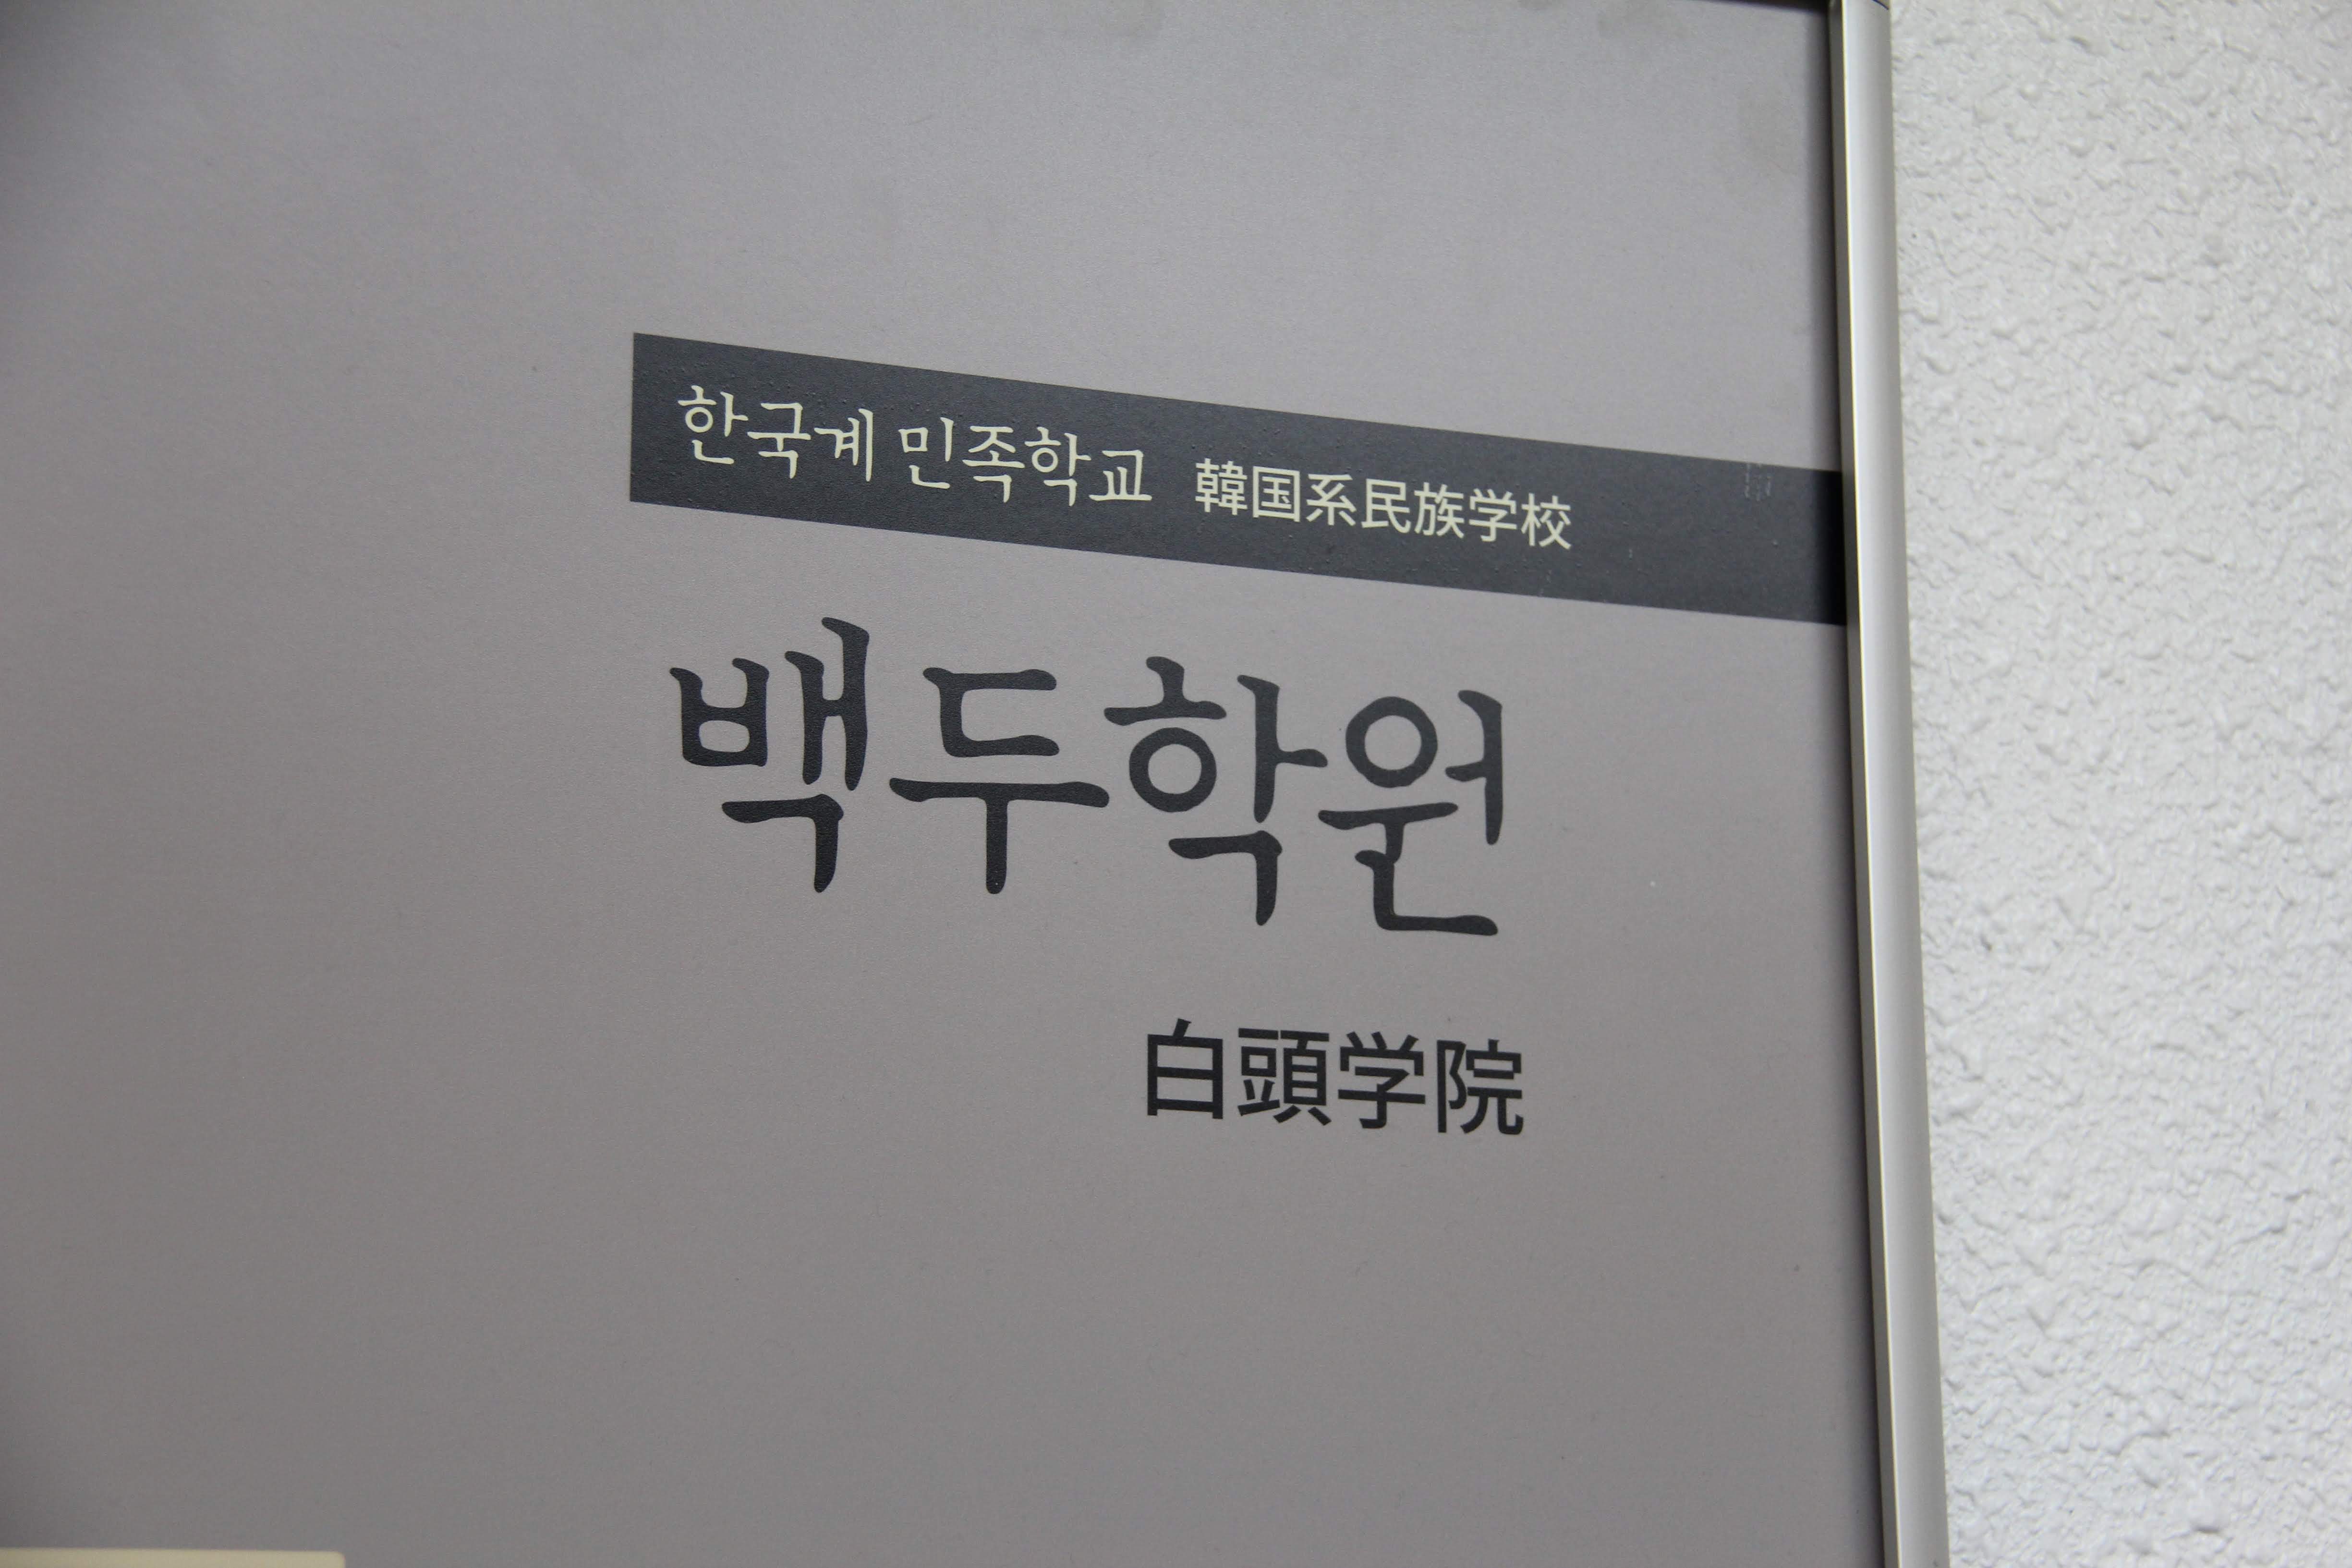 한국계 민족학교 韓国系民族学校
백두학원
白頭学院